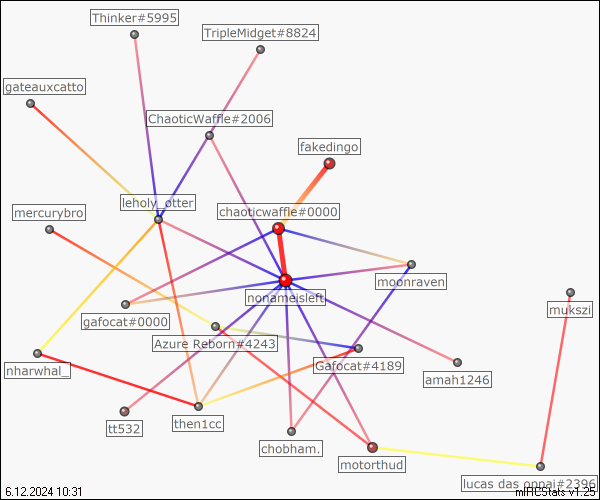 Thinker#5995
TripleMidget#8824
gateauxcatto
ChaoticWaffle#2006
fakedingo
leholy_otter
mercurybro
chaoticwaffle#0000
moonraven
nonameisleft
mukszi
gafocat#0000
Azure Reborn#4243
Gafocat#4189
nharwhal_
amah1246
tt532
then1cc
chobham.
motorthud
lucas das oppai#2396
6.12.2024 10:31
mIRCStats v1.25